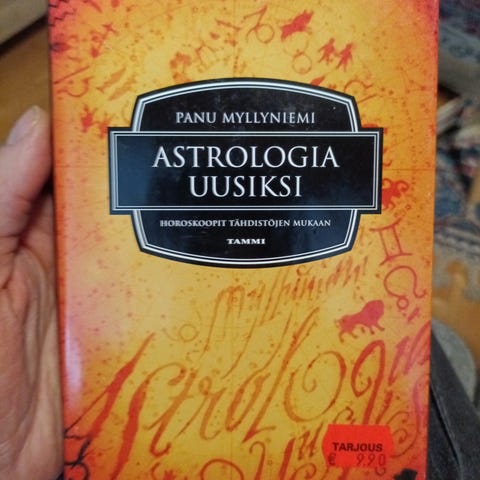 PANU MYLLYNIEMI
ASTROLOGIA
UUSIKSI
HOROSKOOPIT TÄHDISTÖJEN MUKAAN
TAMMI
TARJOUS
€ 9.90